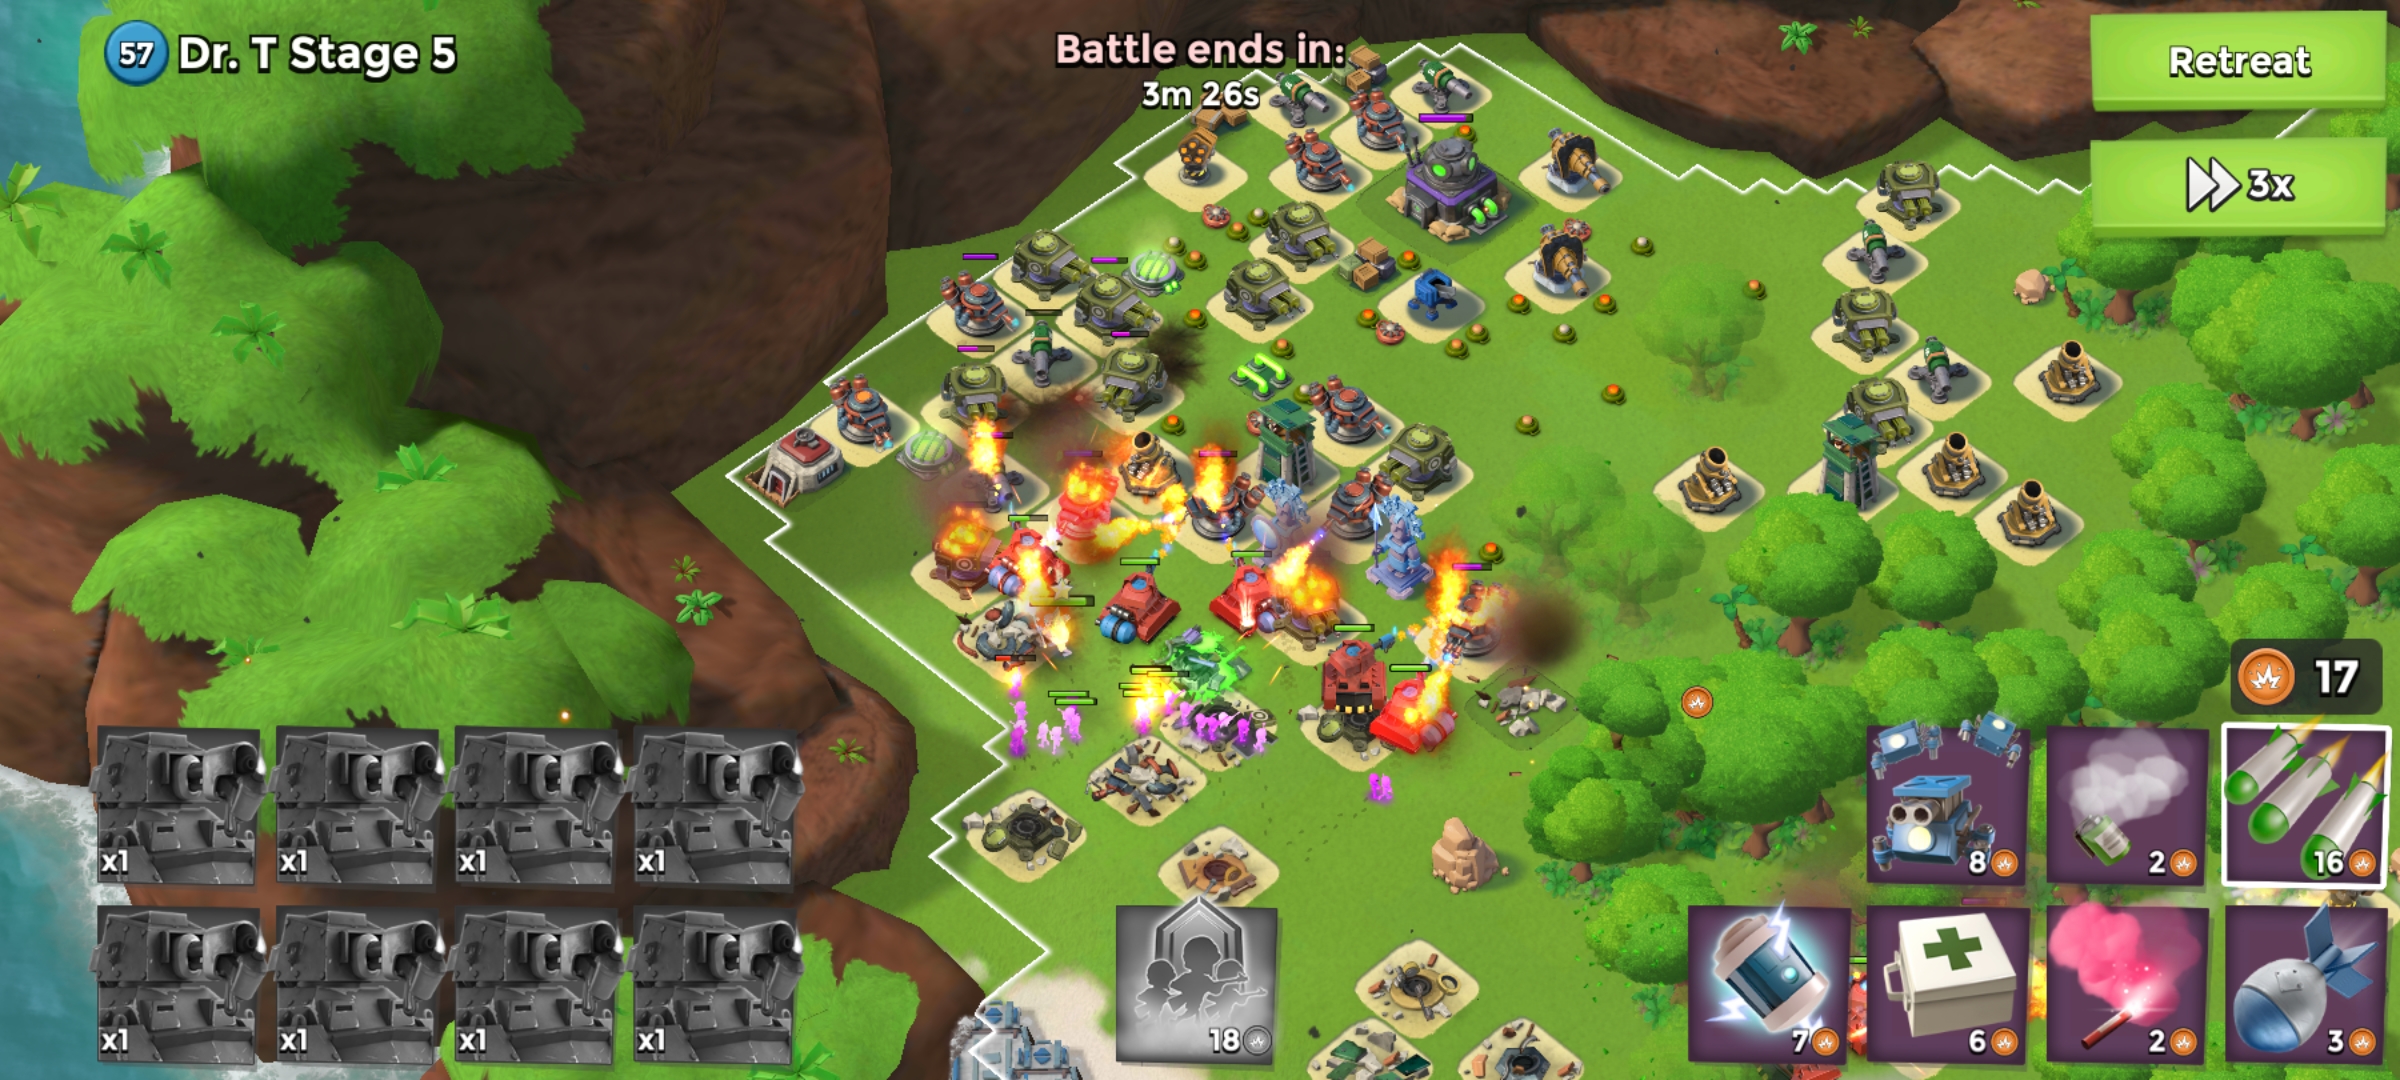 57 Dr. T Stage 5
Battle ends in:
3m 26s
Retreat
3x
17
x1 x1 x1 x1
8 2 16
x1 x1 x1 x1
18 7 6 2 3